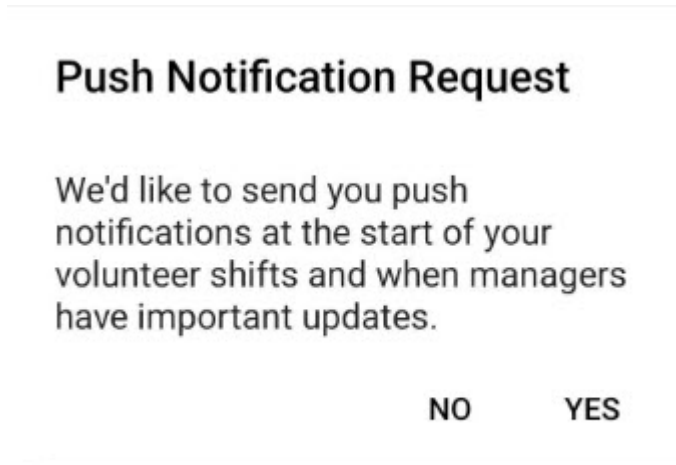 Push Notification Request
We'd like to send you push
notifications at the start of your
volunteer shifts and when managers
have important updates.
NO YES